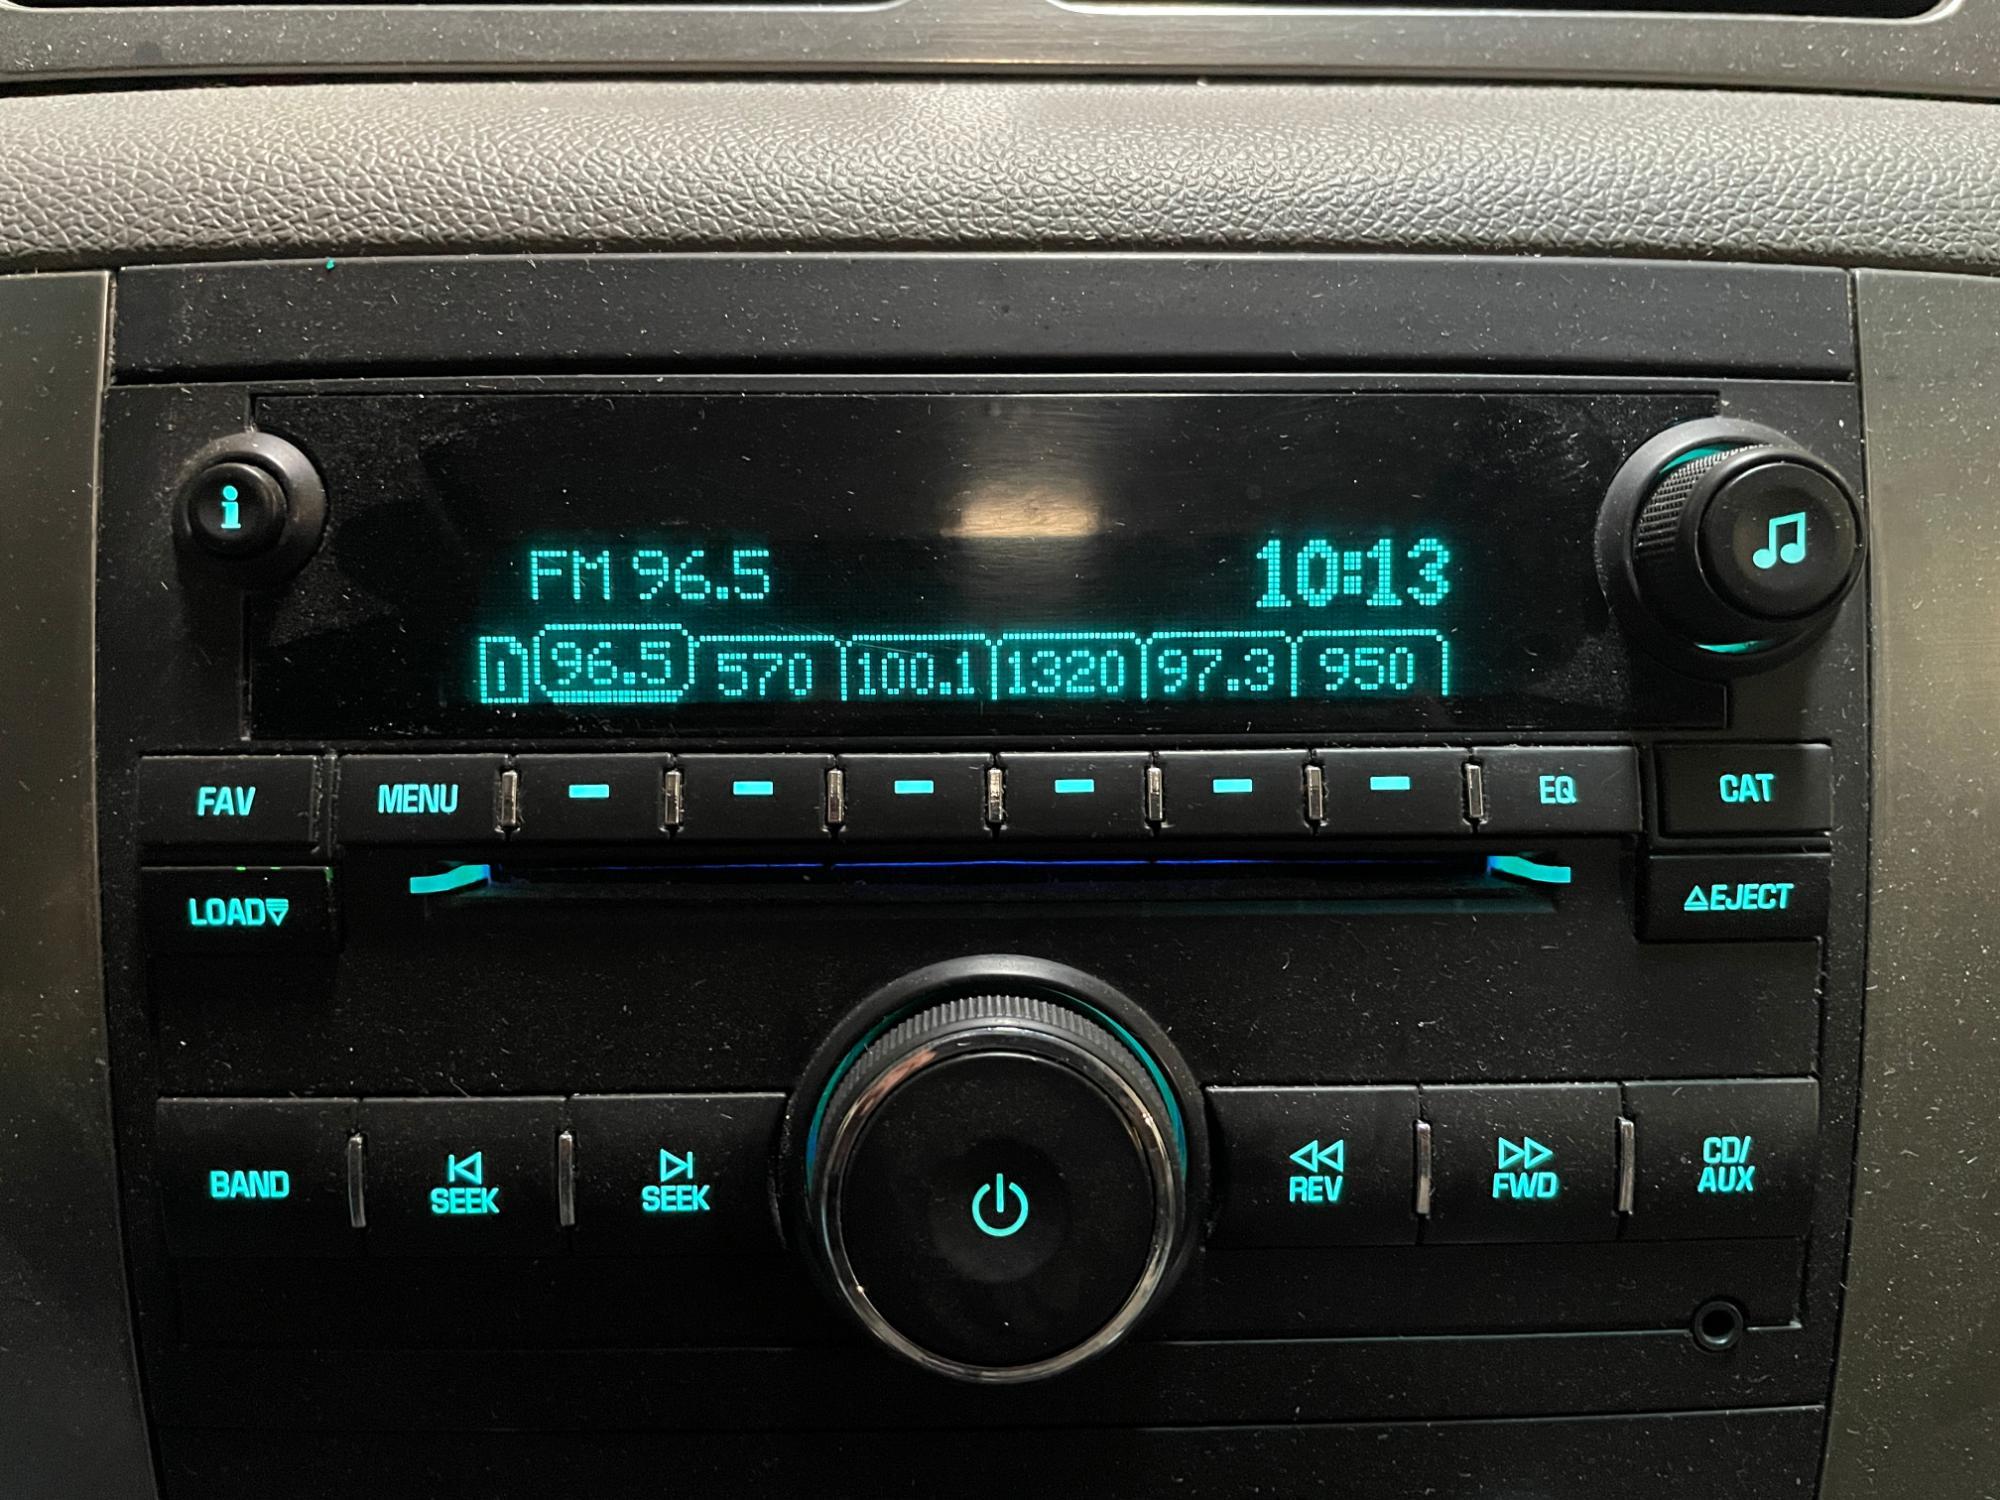 i
FM 96.5 10:13
1 96.5 570 100.1 1320 97.3 950
FAV MENU EQ CAT
LOAD EJECT
BAND SEEK SEEK REV FWD CD/
AUX